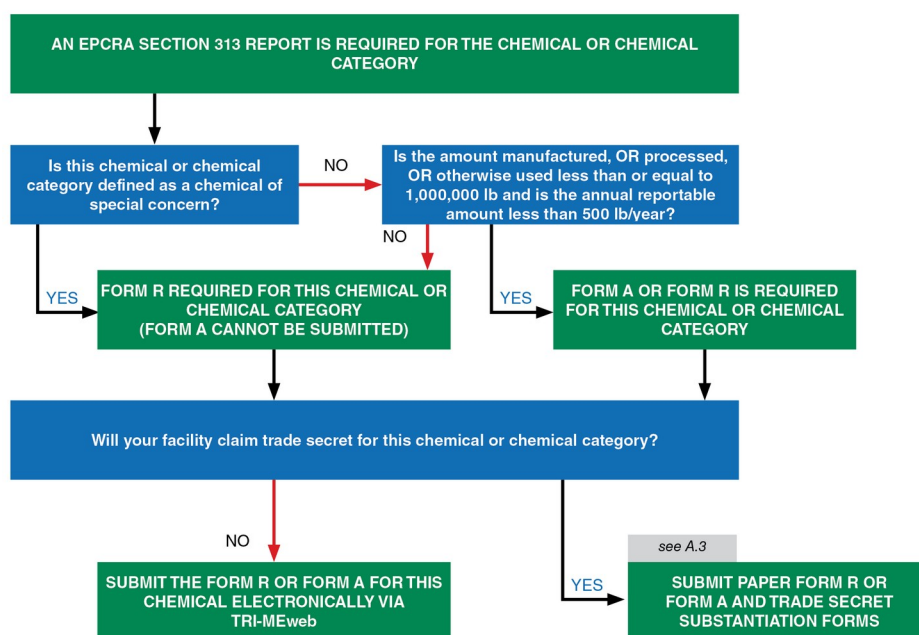 AN EPCRA SECTION 313 REPORT IS REQUIRED FOR THE CHEMICAL OR CHEMICAL
CATEGORY
Is this chemical or chemical
category defined as a chemical of
special concern?
NO
Is the amount manufactured, OR processed,
OR otherwise used less than or equal to
1,000,000 lb and is the annual reportable
amount less than 500 lb/year?
NO
YES
FORM R REQUIRED FOR THIS CHEMICAL OR
CHEMICAL CATEGORY
(FORM A CANNOT BE SUBMITTED)
YES
FORM A OR FORM R IS REQUIRED
FOR THIS CHEMICAL OR CHEMICAL
CATEGORY
Will your facility claim trade secret for this chemical or chemical category?
NO
SUBMIT THE FORM R OR FORM A FOR THIS
CHEMICAL ELECTRONICALLY VIA
TRI-MEweb
YES
see A.3
SUBMIT PAPER FORM R OR
FORM A AND TRADE SECRET
SUBSTANTIATION FORMS